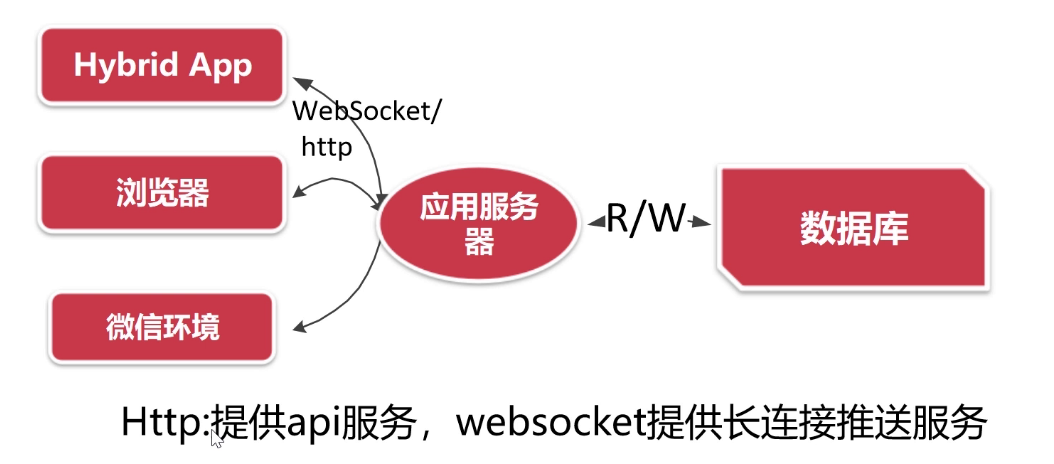 Hybrid App
WebSocket/
http
浏览器
应用服务
器
R/W
数据库
微信环境
Http:提供api服务，websocket提供长连接推送服务